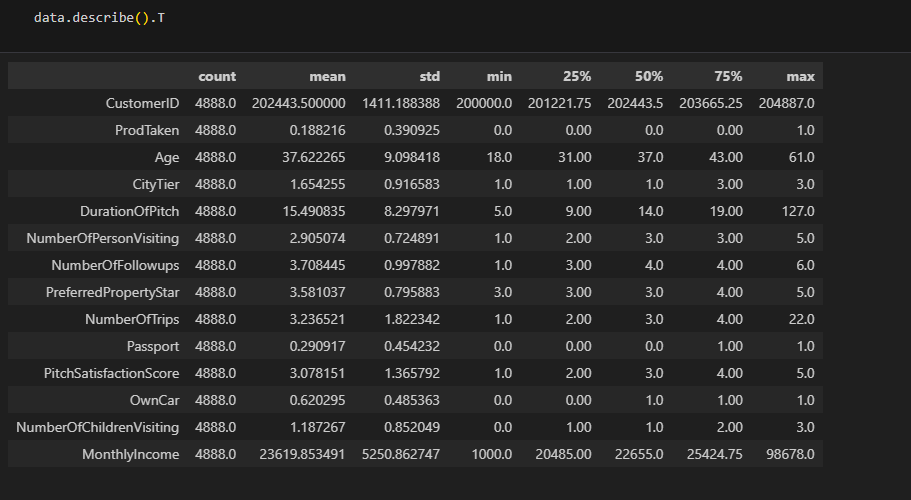 data.describe().T
count mean std min 25% 50% 75% max
CustomerID 4888.0 202443.500000 1411.188388 200000.0 201221.75 202443.5 203665.25 204887.0
ProdTaken 4888.0 0.188216 0.390925 0.0 0.00 0.0 0.00 1.0
Age 4888.0 37.622265 9.098418 18.0 31.00 37.0 43.00 61.0
CityTier 4888.0 1.654255 0.916583 1.0 1.00 1.0 3.00 3.0
DurationOfPitch 4888.0 15.490835 8.297971 5.0 9.00 14.0 19.00 127.0
NumberOfPersonVisiting 4888.0 2.905074 0.724891 1.0 2.00 3.0 3.00 5.0
NumberOfFollowups 4888.0 3.708445 0.997882 1.0 3.00 4.0 4.00 6.0
PreferredPropertyStar 4888.0 3.581037 0.795883 3.0 3.00 3.0 4.00 5.0
NumberOfTrips 4888.0 3.236521 1.822342 1.0 2.00 3.0 4.00 22.0
Passport 4888.0 0.290917 0.454232 0.0 0.00 0.0 1.00 1.0
PitchSatisfactionScore 4888.0 3.078151 1.365792 1.0 2.00 3.0 4.00 5.0
OwnCar 4888.0 0.620295 0.485363 0.0 0.00 1.0 1.00 1.0
NumberOfChildrenVisiting 4888.0 1.187267 0.852049 0.0 1.00 1.0 2.00 3.0
MonthlyIncome 4888.0 23619.853491 5250.862747 1000.0 20485.00 22655.0 25424.75 98678.0